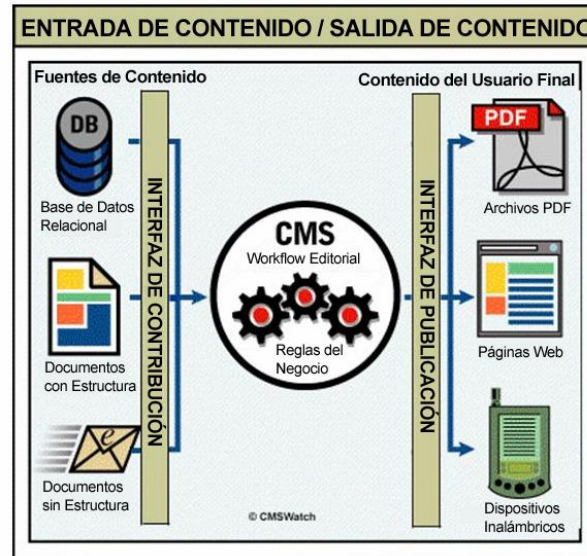 ENTRADA DE CONTENIDO / SALIDA DE CONTENIDO
Fuentes de Contenido
DB
Base de Datos
Relacional
Documentos
con Estructura
e
Documentos
sin Estructura
INTERFAZ DE CONTRIBUCIÓN
CMS
Workflow Editorial
Reglas del
Negocio
INTERFAZ DE PUBLICACIÓN
Contenido del Usuario Final
PDF
Archivos PDF
Páginas Web
Dispositivos
Inalámbricos
© CMSWatch